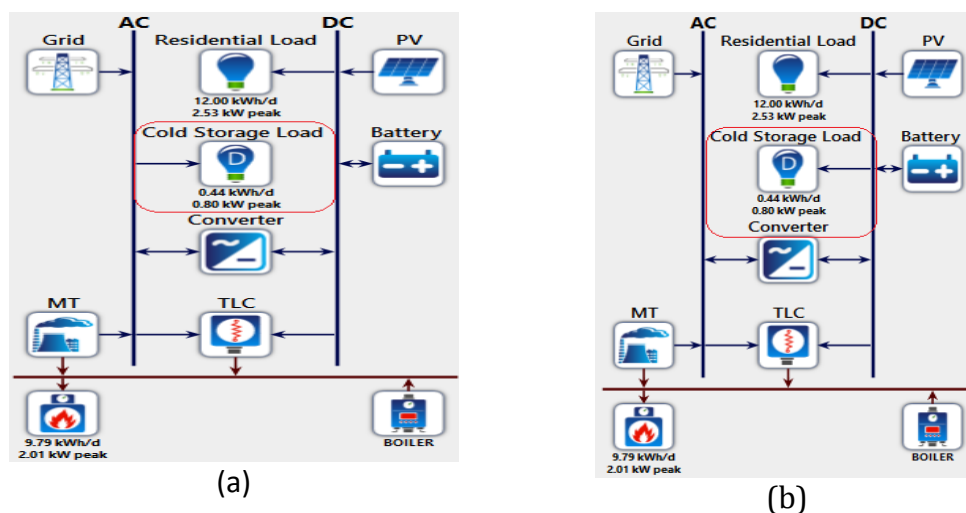 AC DC
Grid Residential Load PV
12.00 kWh/d
2.53 kW peak
Cold Storage Load Battery
D
0.44 kWh/d
0.80 kW peak
Converter
MT TLC
9.79 kWh/d
2.01 kW peak
BOILER
(a)
AC DC
Grid Residential Load PV
12.00 kWh/d
2.53 kW peak
Cold Storage Load Battery
D
0.44 kWh/d
0.80 kW peak
Converter
MT TLC
9.79 kWh/d
2.01 kW peak
BOILER
(b)